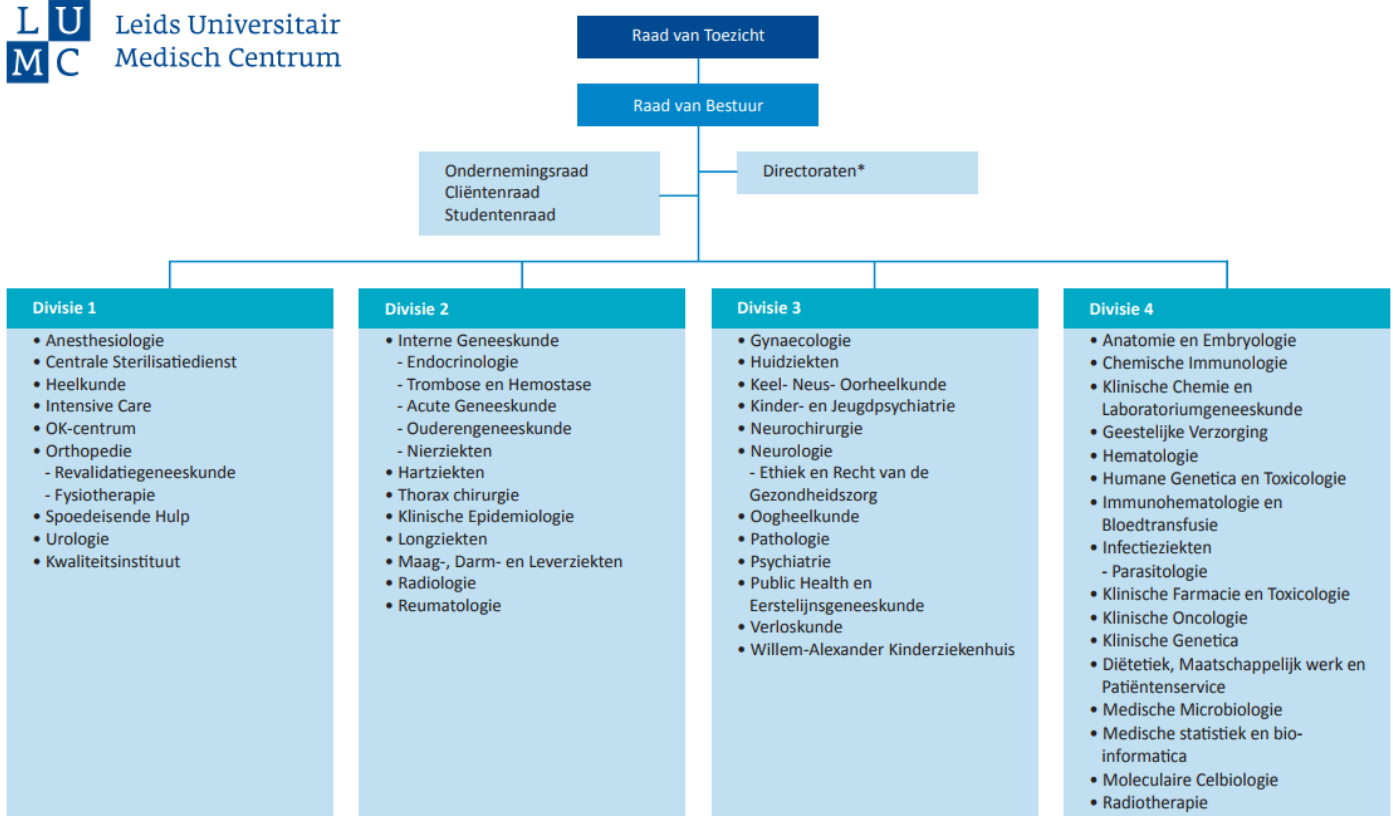 LU
MC
Leids Universitair
Medisch Centrum
Raad van Toezicht
Raad van Bestuur
Ondernemingsraad
Cliëntenraad
Studentenraad
Directoraten*
Divisie 1
• Anesthesiologie
• Centrale Sterilisatiedienst
• Heelkunde
• Intensive Care
• OK-centrum
• Orthopedie
- Revalidatiegeneeskunde
- Fysiotherapie
• Spoedeisende Hulp
• Urologie
• Kwaliteitsinstituut
Divisie 2
• Interne Geneeskunde
- Endocrinologie
- Trombose en Hemostase
- Acute Geneeskunde
- Ouderengeneeskunde
- Nierziekten
• Hartziekten
• Thorax chirurgie
• Klinische Epidemiologie
• Longziekten
• Maag-, Darm- en Leverziekten
• Radiologie
• Reumatologie
Divisie 3
• Gynaecologie
• Huidziekten
• Keel- Neus- Oorheelkunde
• Kinder- en Jeugdpsychiatrie
• Neurochirurgie
• Neurologie
- Ethiek en Recht van de
Gezondheidszorg
• Oogheelkunde
• Pathologie
• Psychiatrie
• Public Health en
Eerstelijnsgeneeskunde
• Verloskunde
• Willem-Alexander Kinderziekenhuis
Divisie 4
• Anatomie en Embryologie
• Chemische Immunologie
• Klinische Chemie en
Laboratoriumgeneeskunde
• Geestelijke Verzorging
• Hematologie
• Humane Genetica en Toxicologie
• Immunohematologie en
Bloedtransfusie
• Infectieziekten
- Parasitologie
• Klinische Farmacie en Toxicologie
• Klinische Oncologie
• Klinische Genetica
• Diëtetiek, Maatschappelijk werk en
Patiëntenservice
• Medische Microbiologie
• Medische statistiek en bio-
informatica
• Moleculaire Celbiologie
• Radiotherapie